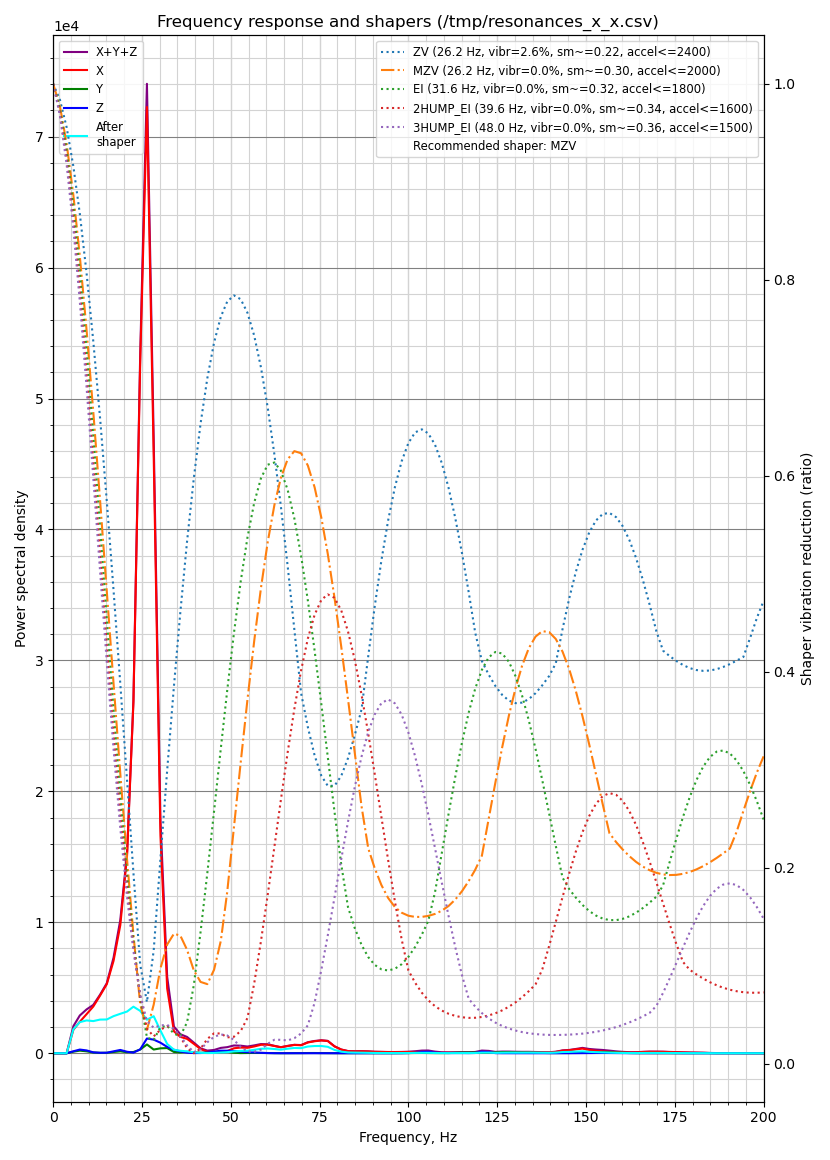 Frequency response and shapers (/tmp/resonances_x_x.csv)
1e4
X+Y+Z
X
Y
Z
After
shaper
ZV (26.2 Hz, vibr=2.6%, sm~=0.22, accel<=2400)
MZV (26.2 Hz, vibr=0.0%, sm~=0.30, accel<=2000)
EI (31.6 Hz, vibr=0.0%, sm~=0.32, accel<=1800)
2HUMP_EI (39.6 Hz, vibr=0.0%, sm~=0.34, accel<=1600)
3HUMP_EI (48.0 Hz, vibr=0.0%, sm~=0.36, accel<=1500)
Recommended shaper: MZV
7
6
5
4
3
2
1
0
Power spectral density
1.0
0.8
0.6
0.4
0.2
0.0
Shaper vibration reduction (ratio)
0 25 50 75 100 125 150 175 200
Frequency, Hz